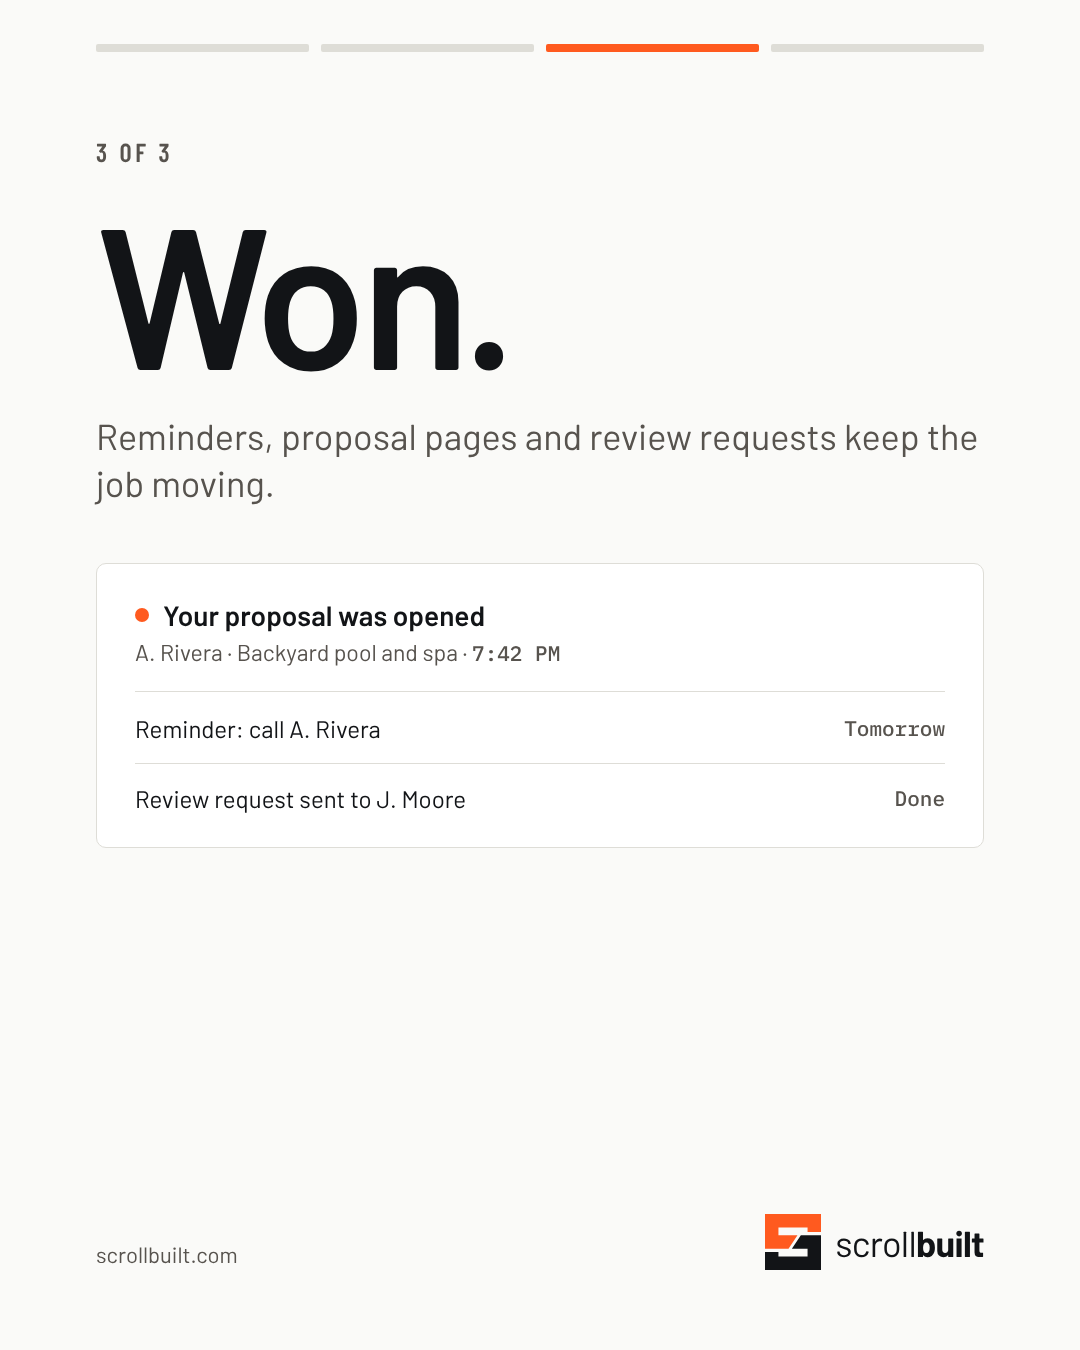 3 OF 3
Won.
Reminders, proposal pages and review requests keep the
job moving.
Your proposal was opened
A. Rivera · Backyard pool and spa · 7:42 PM
Reminder: call A. Rivera Tomorrow
Review request sent to J. Moore Done
scrollbuilt.com
scrollbuilt